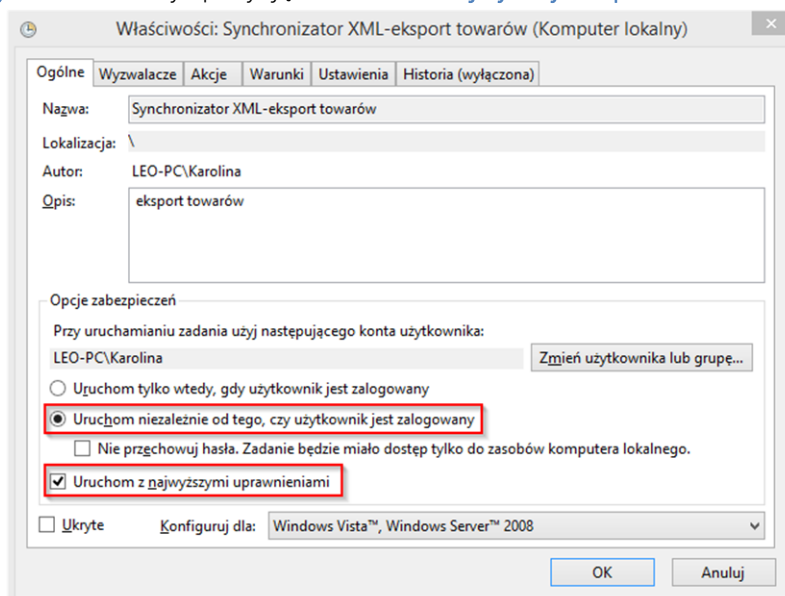 Właściwości: Synchronizator XML-eksport towarów (Komputer lokalny)
Ogólne Wyzwalacze Akcje Warunki Ustawienia Historia (wyłączona)
Nazwa: Synchronizator XML-eksport towarów
Lokalizacja: \
Autor: LEO-PC\Karolina
Opis: eksport towarów
Opcje zabezpieczeń
Przy uruchamianiu zadania użyj następującego konta użytkownika:
LEO-PC\Karolina Zmień użytkownika lub grupę...
Uruchom tylko wtedy, gdy użytkownik jest zalogowany
Uruchom niezależnie od tego, czy użytkownik jest zalogowany
Nie przechowuj hasła. Zadanie będzie miało dostęp tylko do zasobów komputera lokalnego.
Uruchom z najwyższymi uprawnieniami
Ukryte Konfiguruj dla: Windows Vista™, Windows Server™ 2008
OK Anuluj